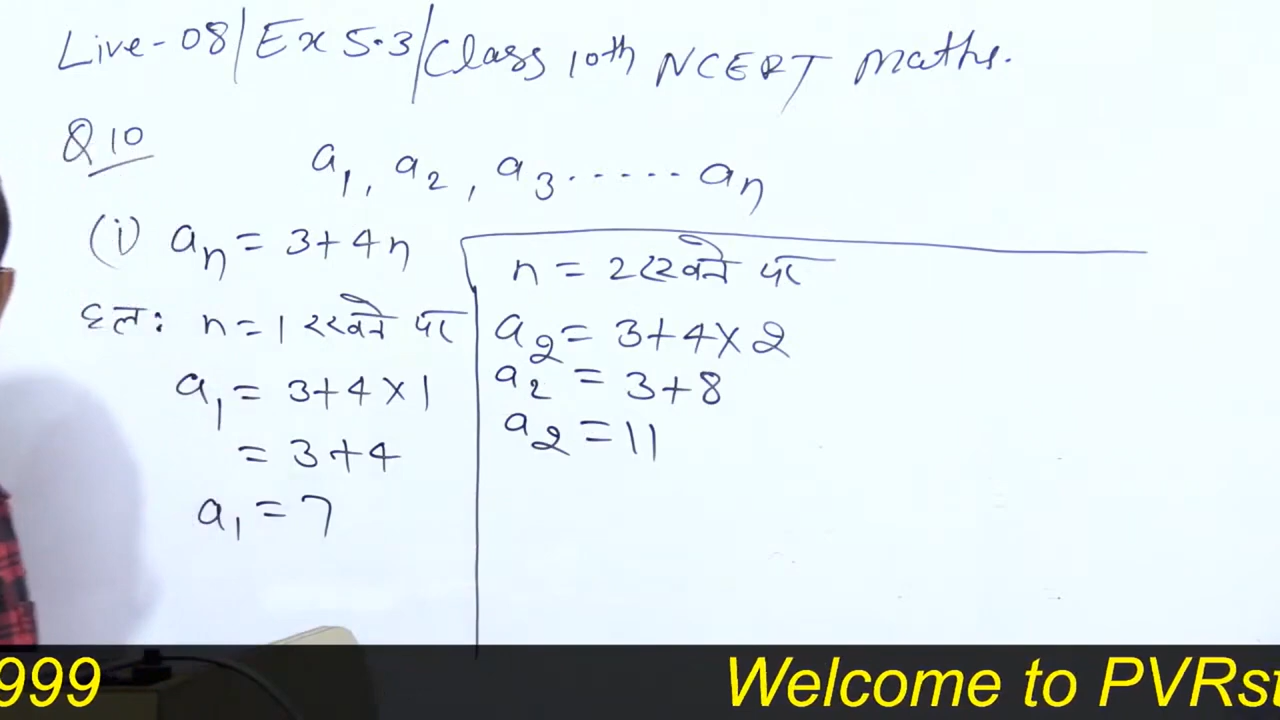 Live-08/Ex 5.3/Class 10th NCERT Maths.
Q10
a₁, a₂, a₃ ...... aₙ
(i) aₙ = 3+4n
हल: n=1 रखने पर
a₁ = 3+4×1
= 3+4
a₁ = 7
n = 2 रखने पर
a₂ = 3+4×2
a₂ = 3+8
a₂ = 11
999 Welcome to PVRst